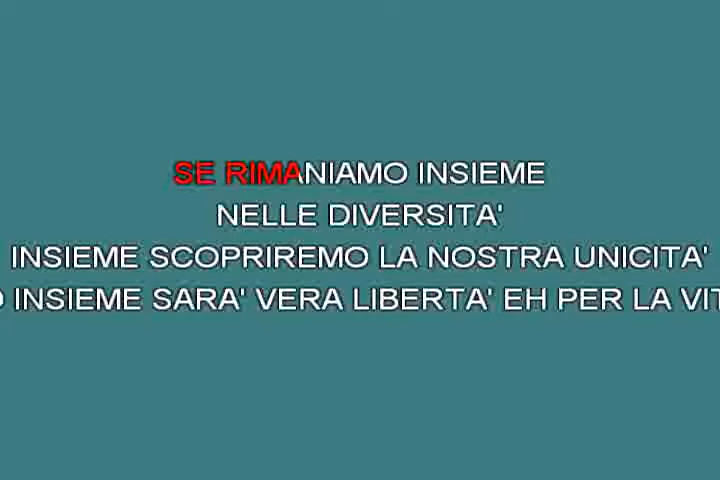 SE RIMANIAMO INSIEME
NELLE DIVERSITA'
INSIEME SCOPRIREMO LA NOSTRA UNICITA'
INSIEME SARA' VERA LIBERTA' EH PER LA